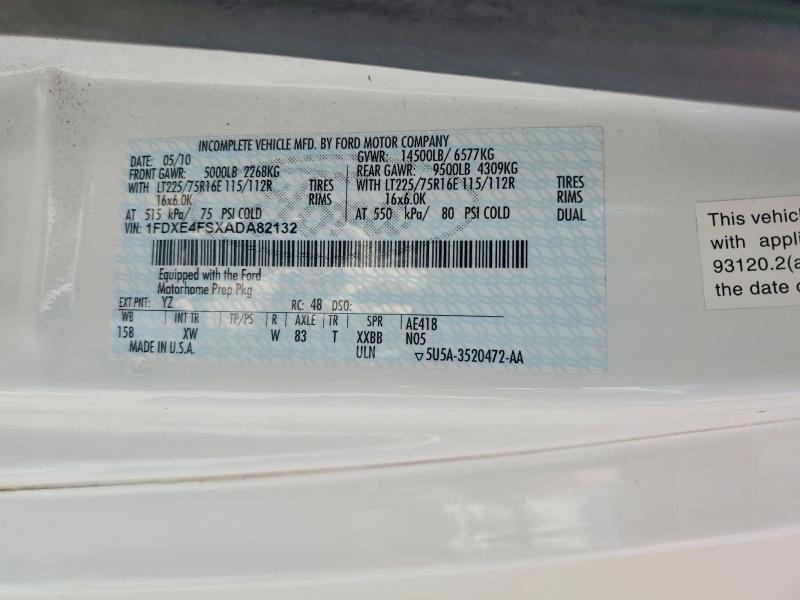 INCOMPLETE VEHICLE MFD. BY FORD MOTOR COMPANY
DATE: 05/10 GVWR: 14500LB/ 6577KG
FRONT GAWR: 5000LB 2268KG REAR GAWR: 9500LB 4309KG
WITH LT225/75R16E 115/112R TIRES WITH LT225/75R16E 115/112R TIRES
16x6.0K RIMS 16x6.0K RIMS
AT 515 kPa/ 75 PSI COLD AT 550 kPa/ 80 PSI COLD DUAL
VIN: 1FDXE4FSXADA82132
Equipped with the Ford
Motorhome Prep Pkg
EXT PNT: YZ RC: 48 DSO:
WB INT TR TP/PS R AXLE TR SPR AE418
158 XW W 83 T XXBB N05
MADE IN U.S.A. ULN ▽5U5A-3520472-AA
This vehicl
with appli
93120.2(a
the date o